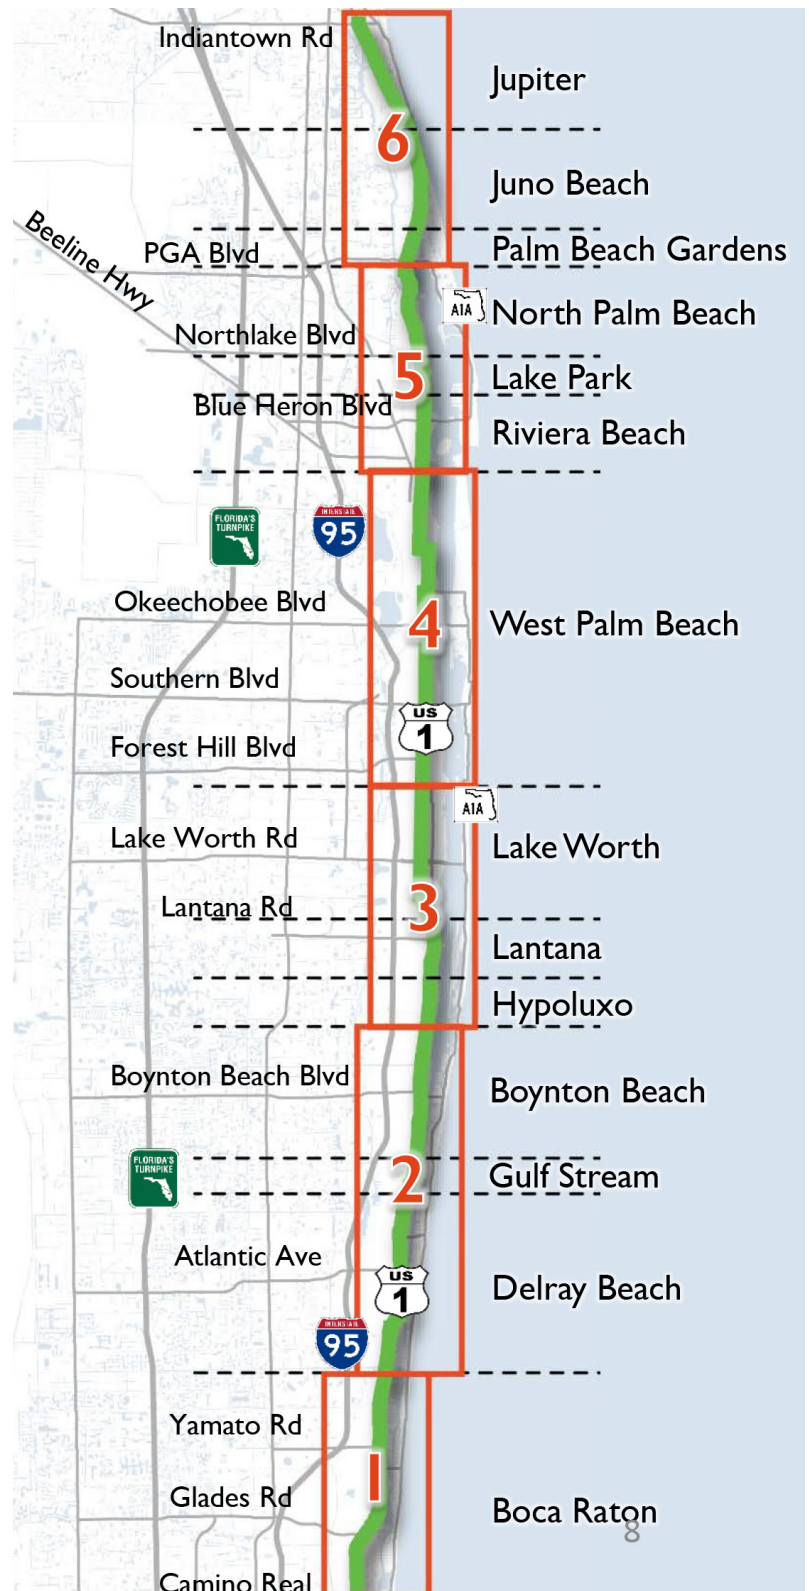 Indiantown Rd
Jupiter
6
Juno Beach
Beeline Hwy
PGA Blvd
Palm Beach Gardens
A1A
North Palm Beach
Northlake Blvd
5
Lake Park
Blue Heron Blvd
Riviera Beach
FLORIDA'S
TURNPIKE
INTERSTATE
95
Okeechobee Blvd
4
West Palm Beach
Southern Blvd
US
1
Forest Hill Blvd
A1A
Lake Worth Rd
Lake Worth
Lantana Rd
3
Lantana
Hypoluxo
Boynton Beach Blvd
Boynton Beach
FLORIDA'S
TURNPIKE
2
Gulf Stream
Atlantic Ave
US
1
Delray Beach
INTERSTATE
95
Yamato Rd
1
Glades Rd
Boca Raton
8
Camino Real